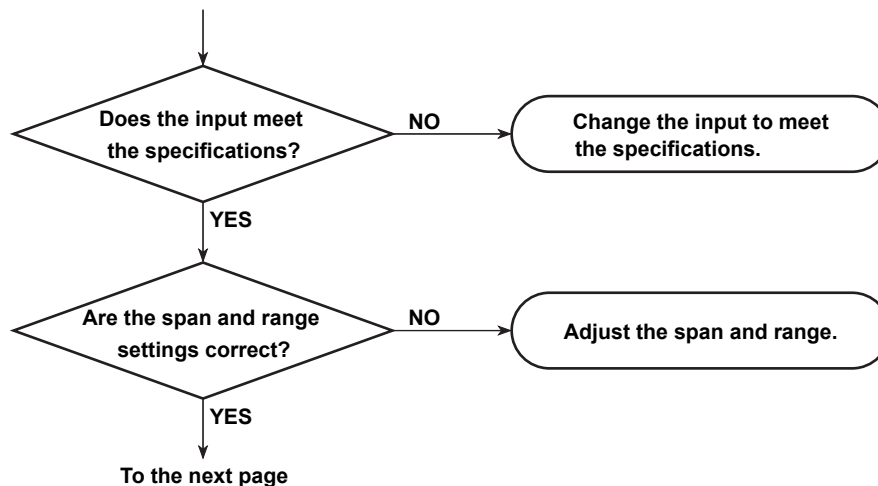 Does the input meet
the specifications?
NO
Change the input to meet
the specifications.
YES
Are the span and range
settings correct?
NO
Adjust the span and range.
YES
To the next page